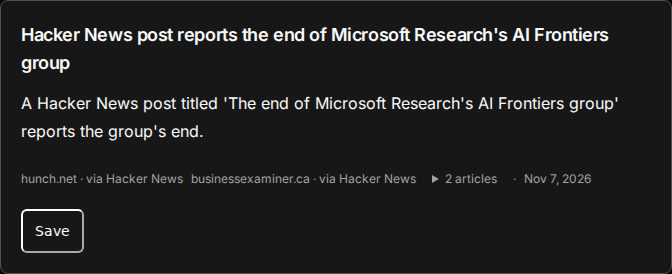 Hacker News post reports the end of Microsoft Research's AI Frontiers
group
A Hacker News post titled 'The end of Microsoft Research's AI Frontiers group'
reports the group's end.
hunch.net · via Hacker News businessexaminer.ca · via Hacker News ▶ 2 articles · Nov 7, 2026
Save